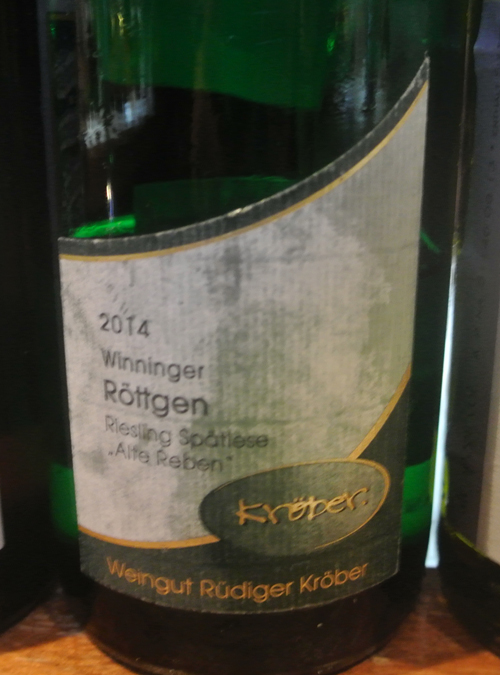 2014
Winninger
Röttgen
Riesling Spätlese
„Alte Reben"
Kröber
Weingut Rüdiger Kröber